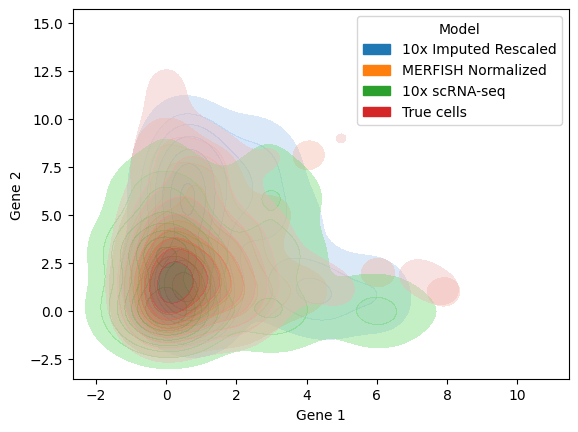 15.0
12.5
10.0
7.5
5.0
2.5
0.0
−2.5
Gene 2
−2
0
2
4
6
8
10
Gene 1
Model
10x Imputed Rescaled
MERFISH Normalized
10x scRNA-seq
True cells